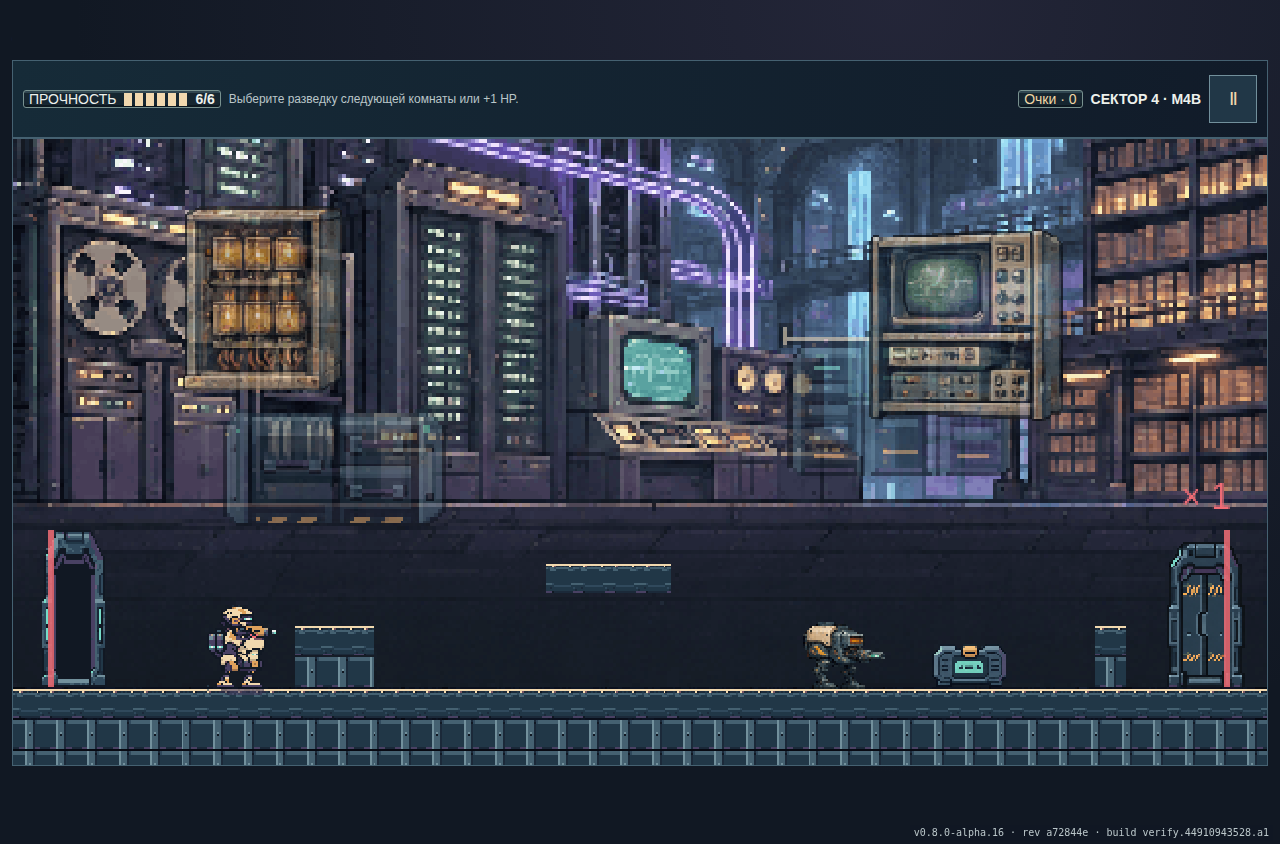 ПРОЧНОСТЬ 6/6 Выберите разведку следующей комнаты или +1 HP. Очки · 0 СЕКТОР 4 · M4B II
× 1
v0.8.0-alpha.16 · rev a72844e · build verify.44910943528.a1